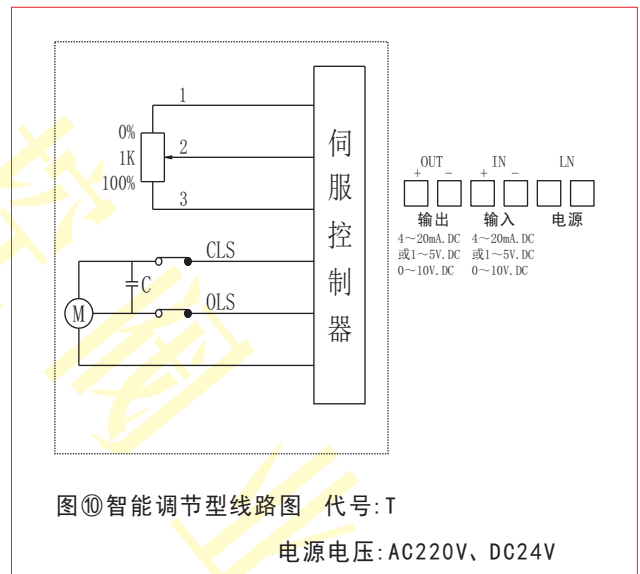 1
0%
1K
2
100%
3
CLS
C
M
OLS
伺服控制器
OUT IN LN
+ − + −
输出 输入 电源
4～20mA.DC 4～20mA.DC
或1～5V.DC 或1～5V.DC
0～10V.DC 0～10V.DC
图⑩智能调节型线路图 代号:T
电源电压:AC220V、DC24V